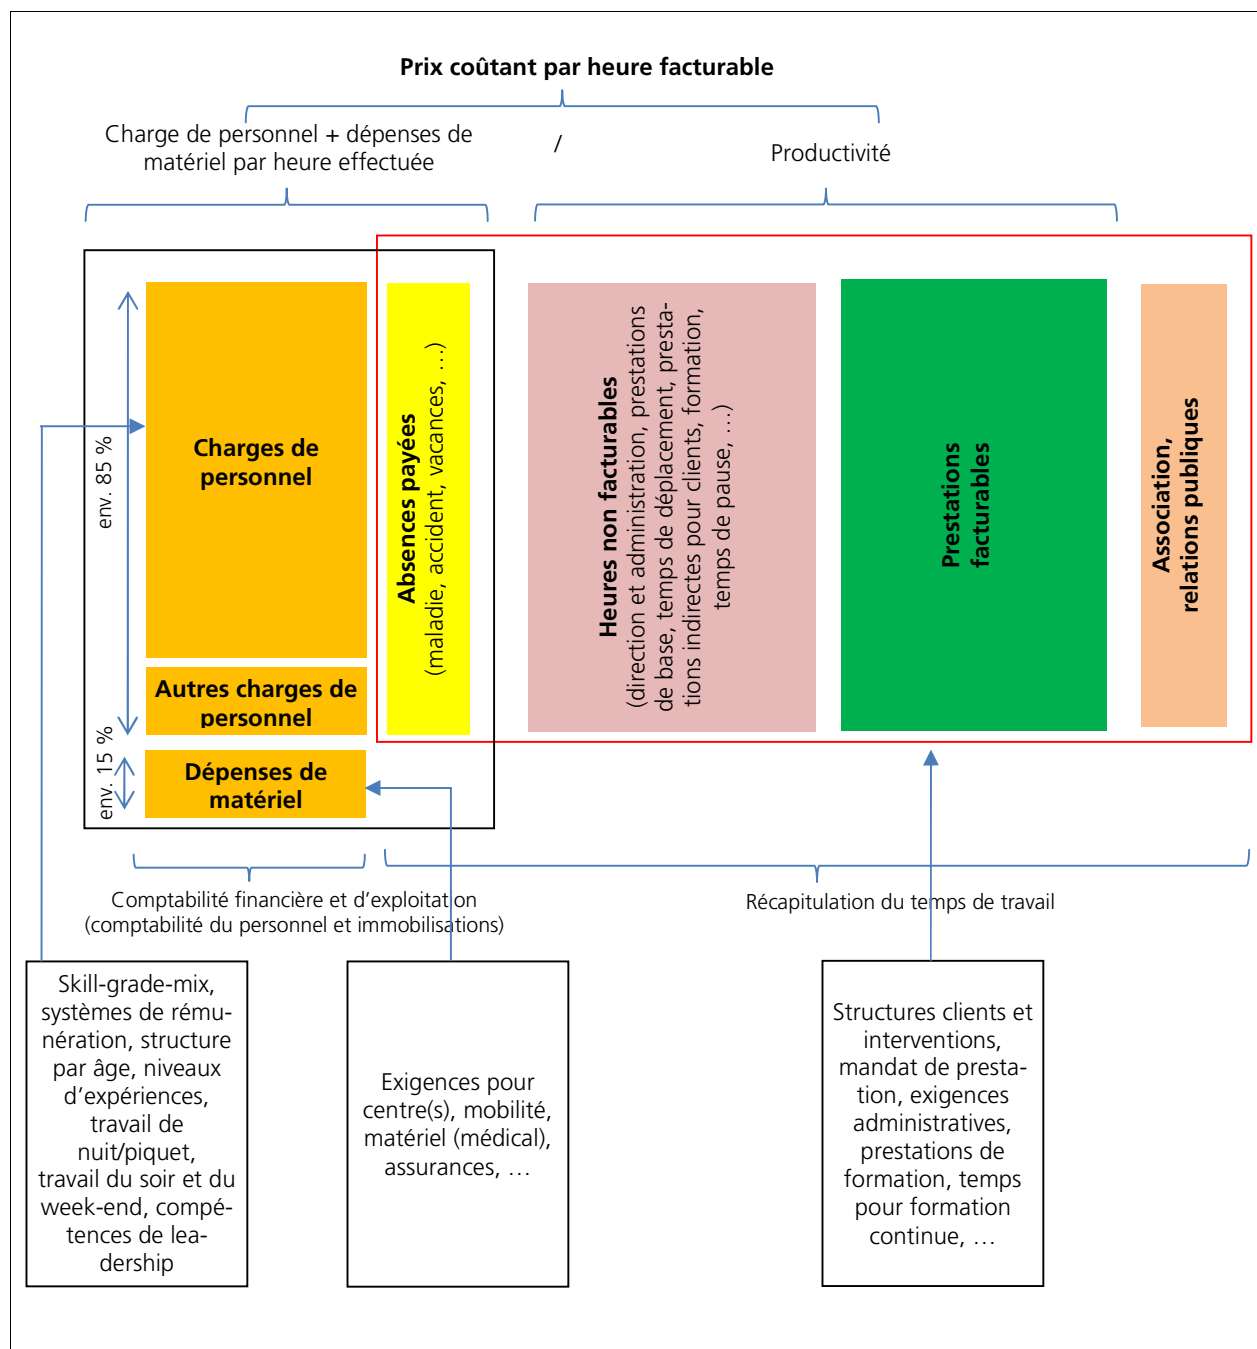 Prix coûtant par heure facturable
Charge de personnel + dépenses de
matériel par heure effectuée
/
Productivité
env. 85 %
env. 15 %
Charges de
personnel
Autres charges de
personnel
Dépenses de
matériel
Absences payées
(maladie, accident, vacances, …)
Heures non facturables
(direction et administration, prestations
de base, temps de déplacement, presta-
tions indirectes pour clients, formation,
temps de pause, …)
Prestations
facturables
Association,
relations publiques
Comptabilité financière et d’exploitation
(comptabilité du personnel et immobilisations)
Récapitulation du temps de travail
Skill-grade-mix,
systèmes de rému-
nération, structure
par âge, niveaux
d’expériences,
travail de
nuit/piquet,
travail du soir et du
week-end, compé-
tences de lea-
dership
Exigences pour
centre(s), mobilité,
matériel (médical),
assurances, …
Structures clients et
interventions,
mandat de presta-
tion, exigences
administratives,
prestations de
formation, temps
pour formation
continue, …